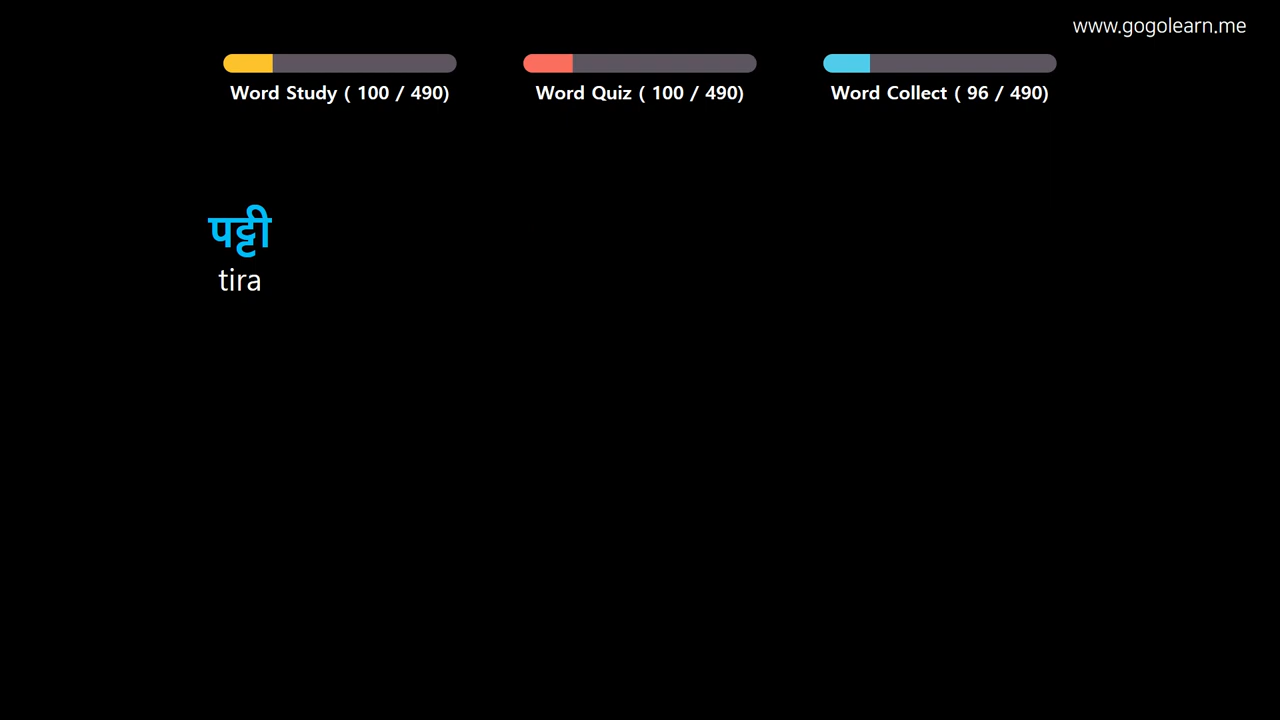 www.gogolearn.me
Word Study ( 100 / 490)
Word Quiz ( 100 / 490)
Word Collect ( 96 / 490)
पट्टी
tira